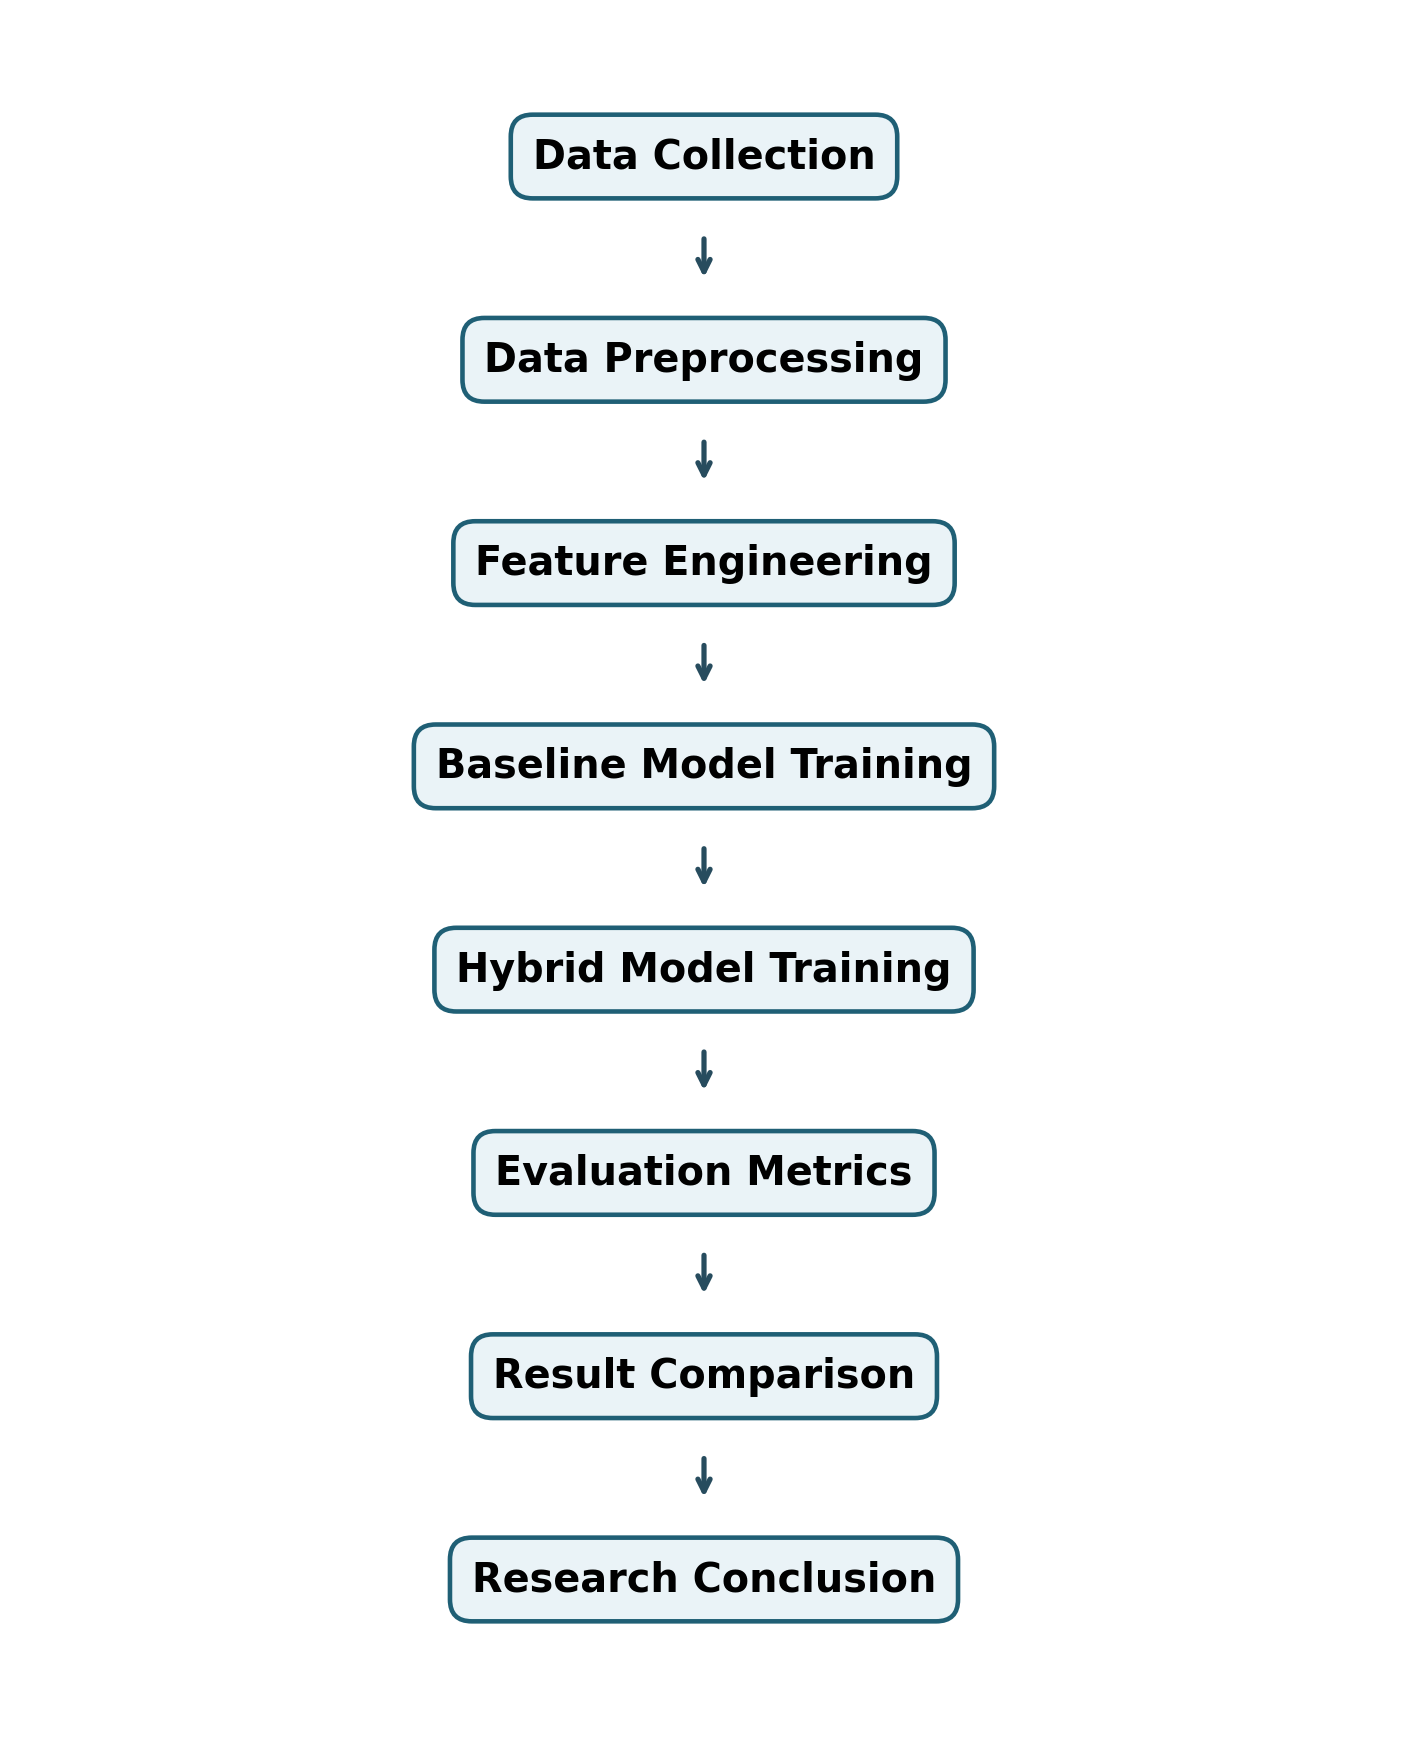 Data Collection
Data Preprocessing
Feature Engineering
Baseline Model Training
Hybrid Model Training
Evaluation Metrics
Result Comparison
Research Conclusion